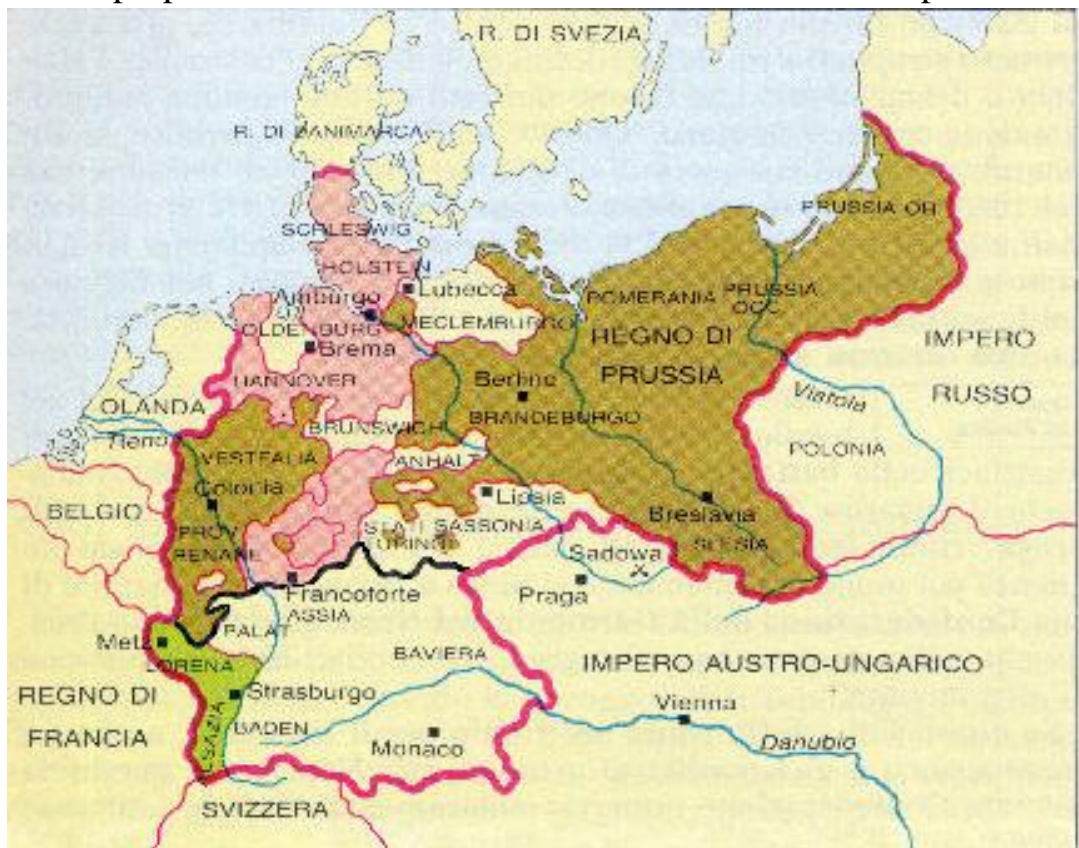 R. DI SVEZIA
R. DI DANIMARCA
PRUSSIA OR.
SCHLESWIG
HOLSTEIN
Lubecca
Amburgo
POMERANIA
PRUSSIA
OCC.
MECLEMBURGO
OLDENBURG
Brema
REGNO DI
PRUSSIA
IMPERO
RUSSO
HANNOVER
Berlino
BRANDEBURGO
Vistola
OLANDA
Reno
BRUNSWICH
POLONIA
VESTFALIA
ANHALT
Colonia
Lipsia
BELGIO
Breslavia
PROV.
RENANE
STATI
TURINGI
SASSONIA
SLESIA
Sadowa
Praga
Francoforte
ASSIA
PALAT.
Metz
LORENA
BAVIERA
IMPERO AUSTRO-UNGARICO
REGNO DI
FRANCIA
Strasburgo
ALSAZIA
BADEN
Vienna
Monaco
Danubio
SVIZZERA